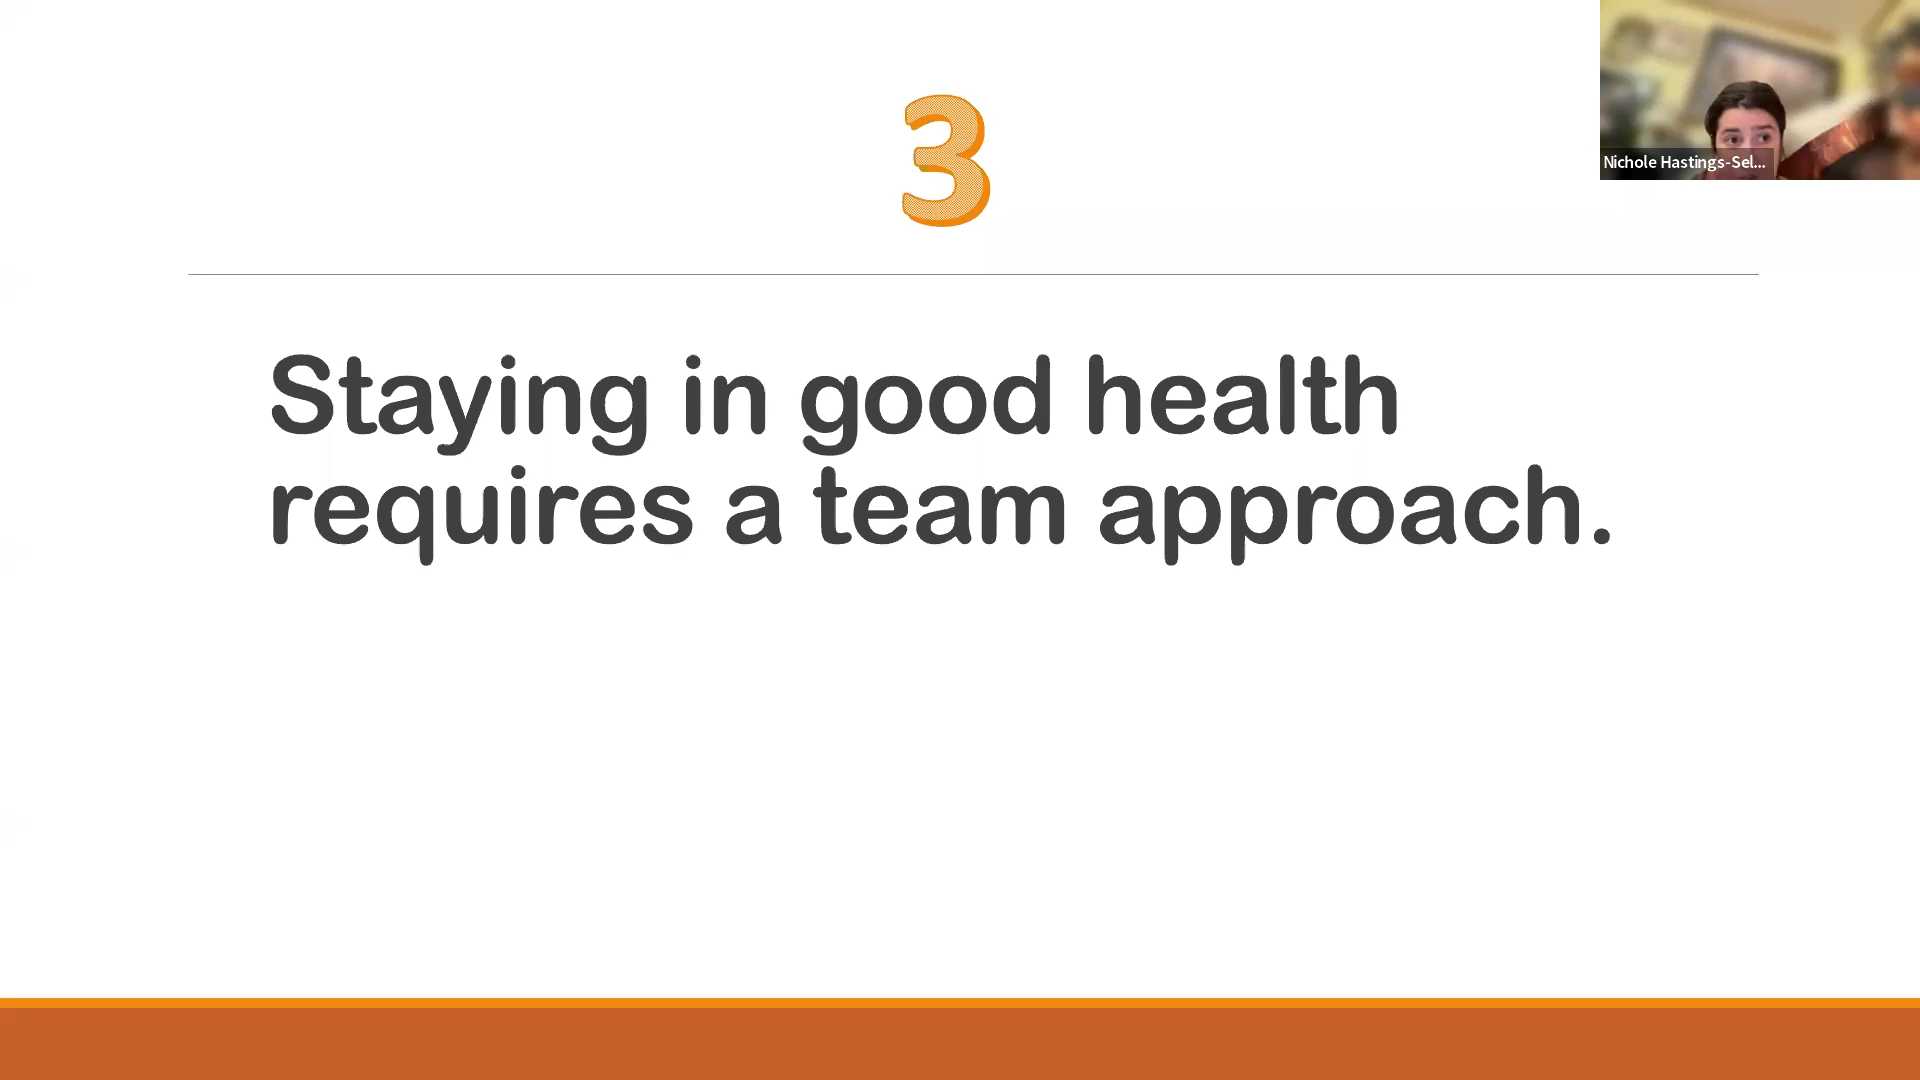 3
Nichole Hastings-Sel...
Staying in good health
requires a team approach.